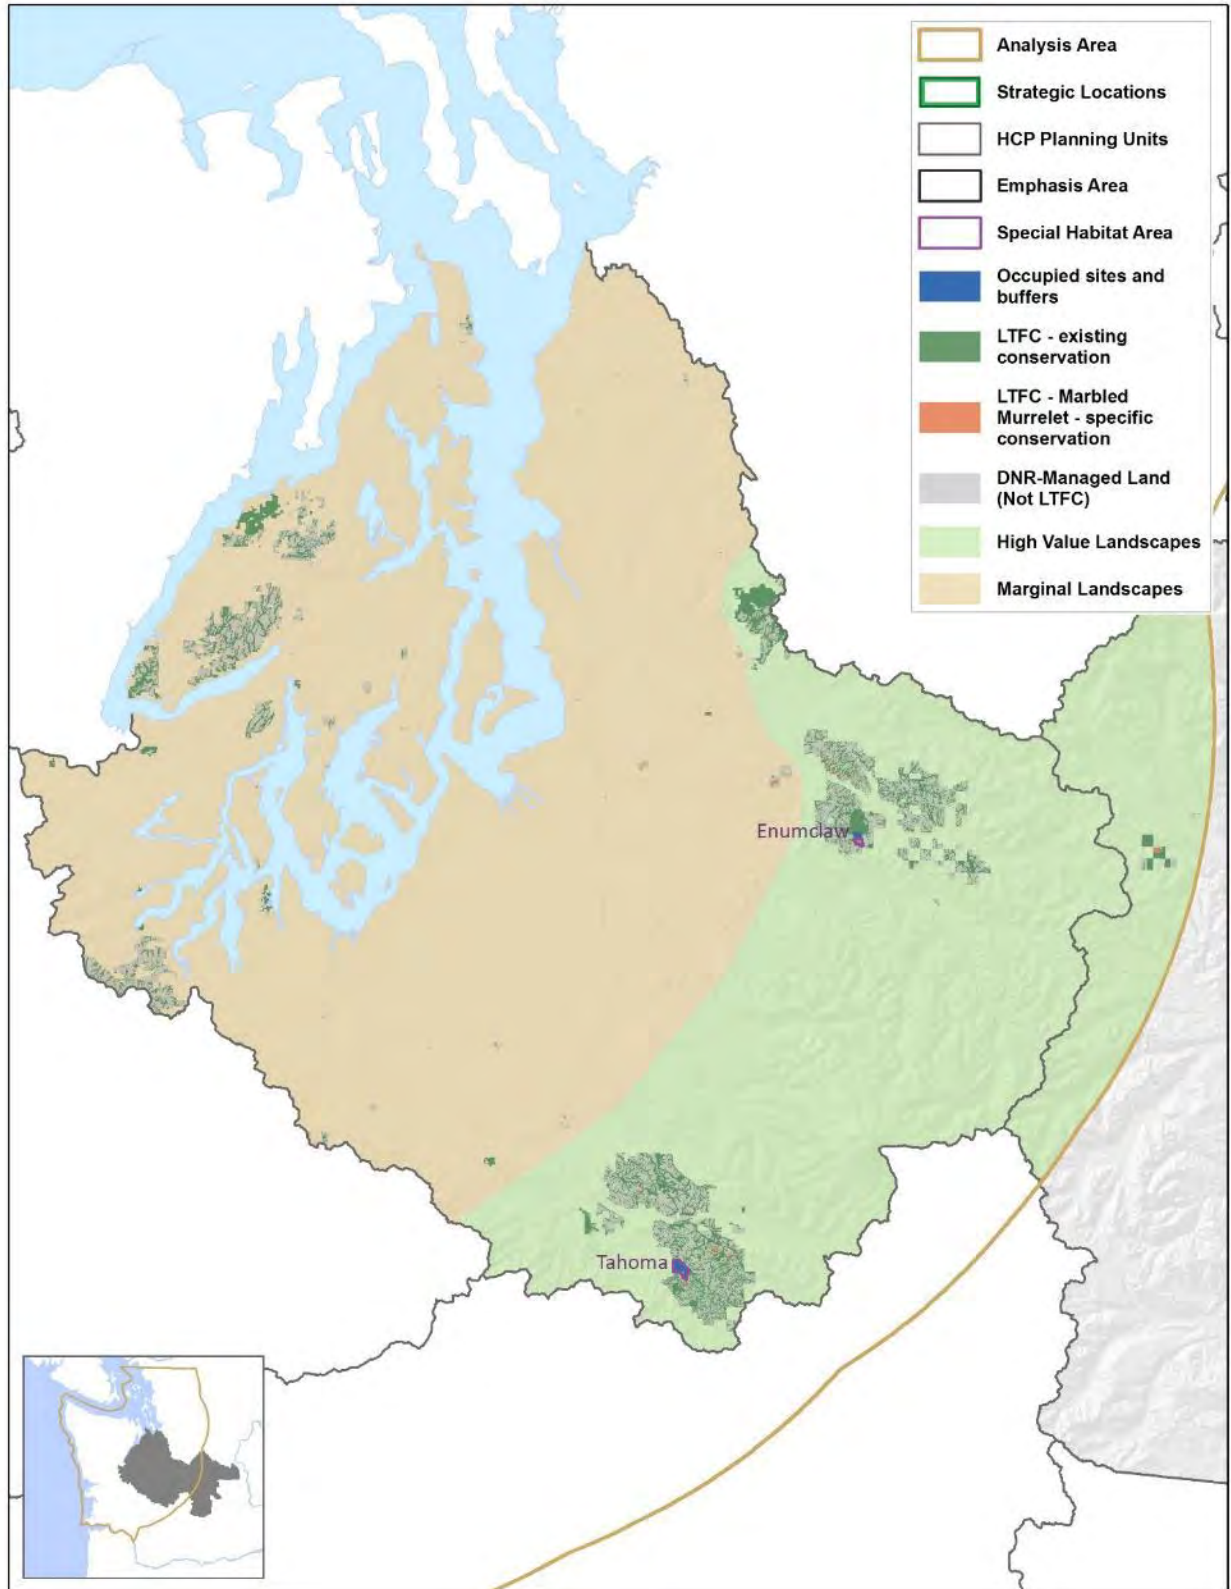 Analysis Area
Strategic Locations
HCP Planning Units
Emphasis Area
Special Habitat Area
Occupied sites and
buffers
LTFC - existing
conservation
LTFC - Marbled
Murrelet - specific
conservation
DNR-Managed Land
(Not LTFC)
High Value Landscapes
Marginal Landscapes
Enumclaw
Tahoma